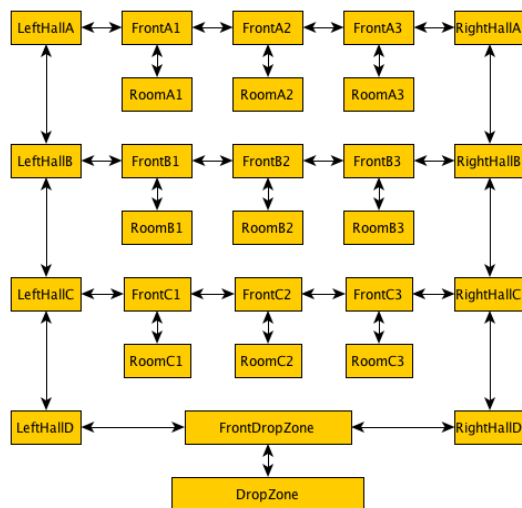 LeftHallA FrontA1 FrontA2 FrontA3 RightHallA
RoomA1 RoomA2 RoomA3
LeftHallB FrontB1 FrontB2 FrontB3 RightHallB
RoomB1 RoomB2 RoomB3
LeftHallC FrontC1 FrontC2 FrontC3 RightHallC
RoomC1 RoomC2 RoomC3
LeftHallD FrontDropZone RightHallD
DropZone